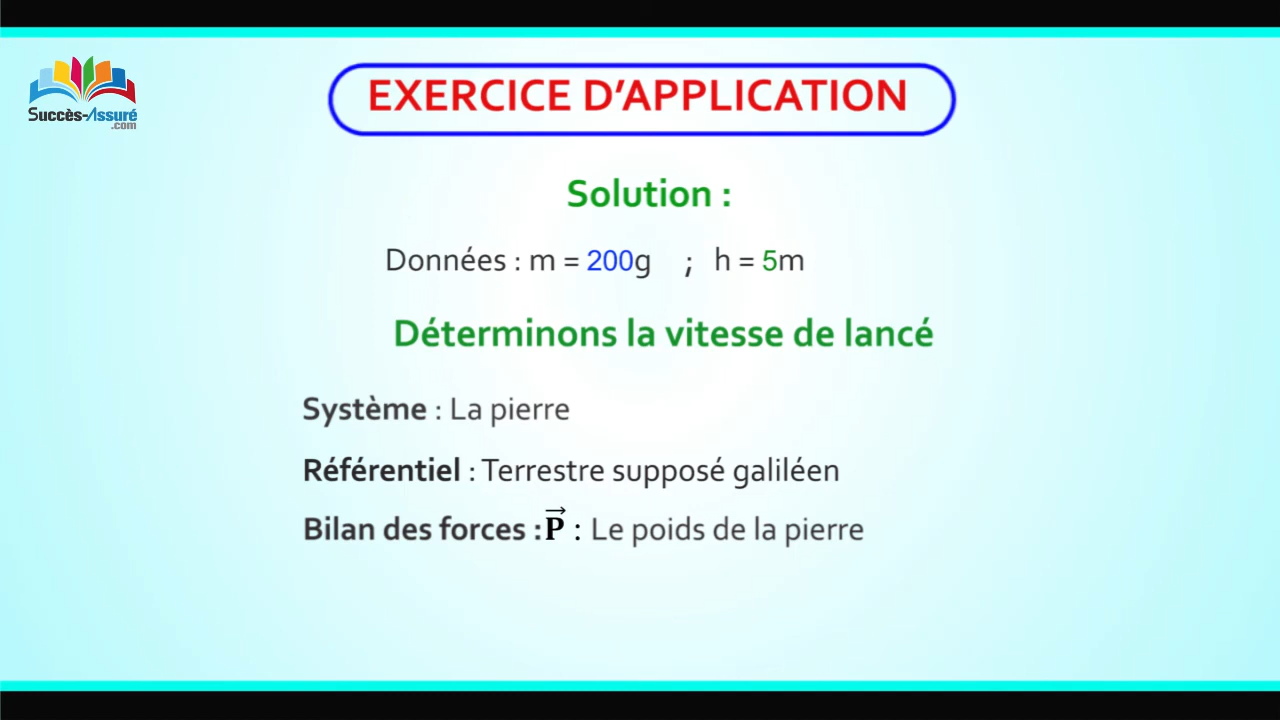 Succès-Assuré
.com
EXERCICE D’APPLICATION
Solution :
Données : m = 200g ; h = 5m
Déterminons la vitesse de lancé
Système : La pierre
Référentiel : Terrestre supposé galiléen
Bilan des forces : P⃗ : Le poids de la pierre